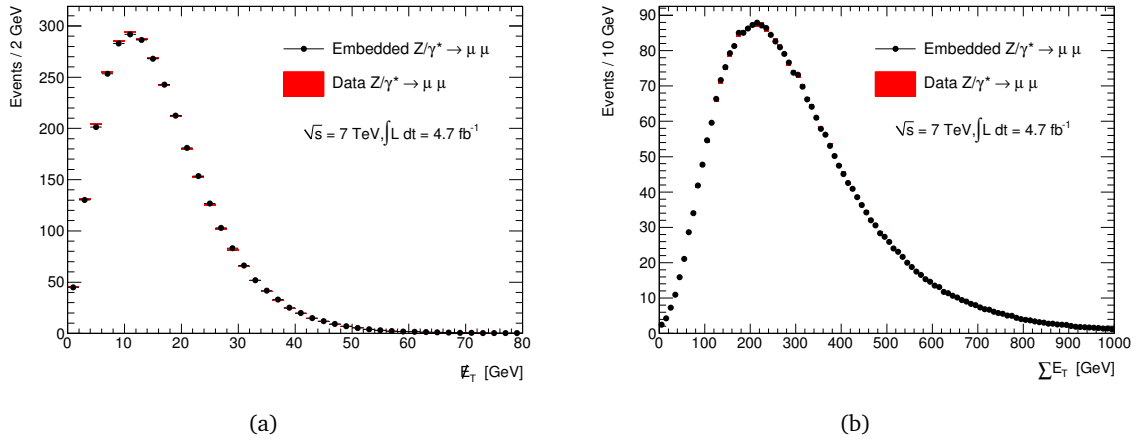 Events / 2 GeV
300
250
200
150
100
50
0
0 10 20 30 40 50 60 70 80
E̸_T [GeV]
Embedded Z/γ* → μ μ
Data Z/γ* → μ μ
√s = 7 TeV,∫L dt = 4.7 fb⁻¹
(a)
Events / 10 GeV
90
80
70
60
50
40
30
20
10
0
0 100 200 300 400 500 600 700 800 900 1000
∑E_T [GeV]
Embedded Z/γ* → μ μ
Data Z/γ* → μ μ
√s = 7 TeV,∫L dt = 4.7 fb⁻¹
(b)